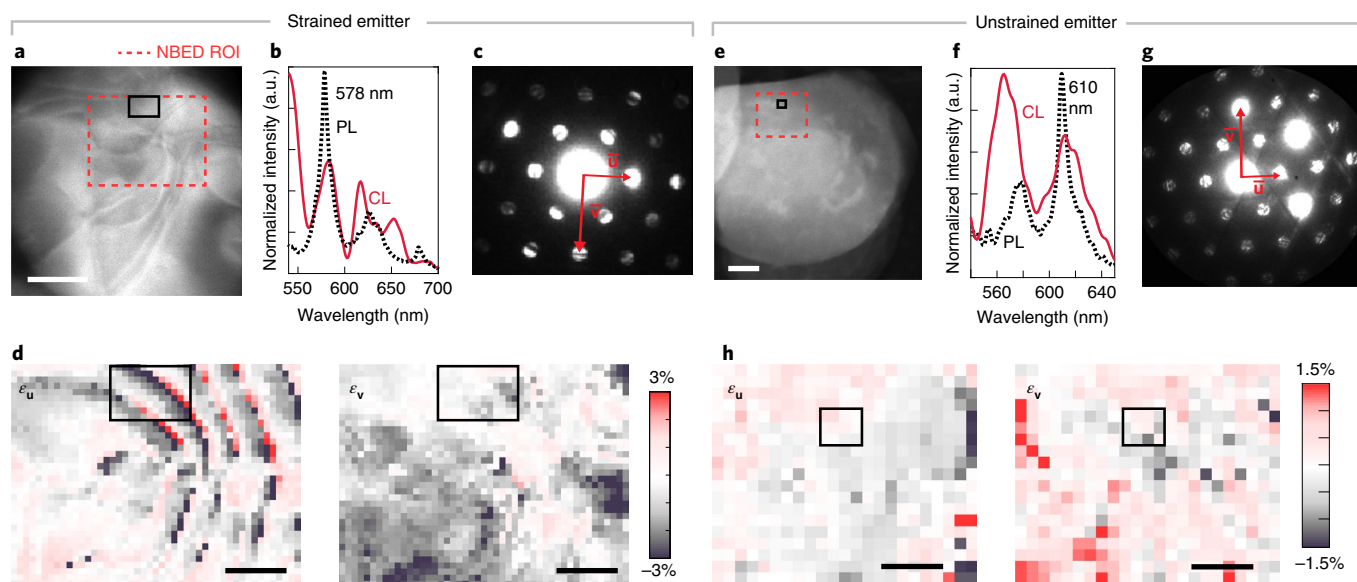 Strained emitter
Unstrained emitter
a
NBED ROI
b
Normalized intensity (a.u.)
578 nm
PL
CL
550 600 650 700
Wavelength (nm)
c
u
v
e
f
Normalized intensity (a.u.)
610
nm
CL
PL
560 600 640
Wavelength (nm)
g
v
u
d
εu
εv
3%
–3%
h
εu
εv
1.5%
–1.5%